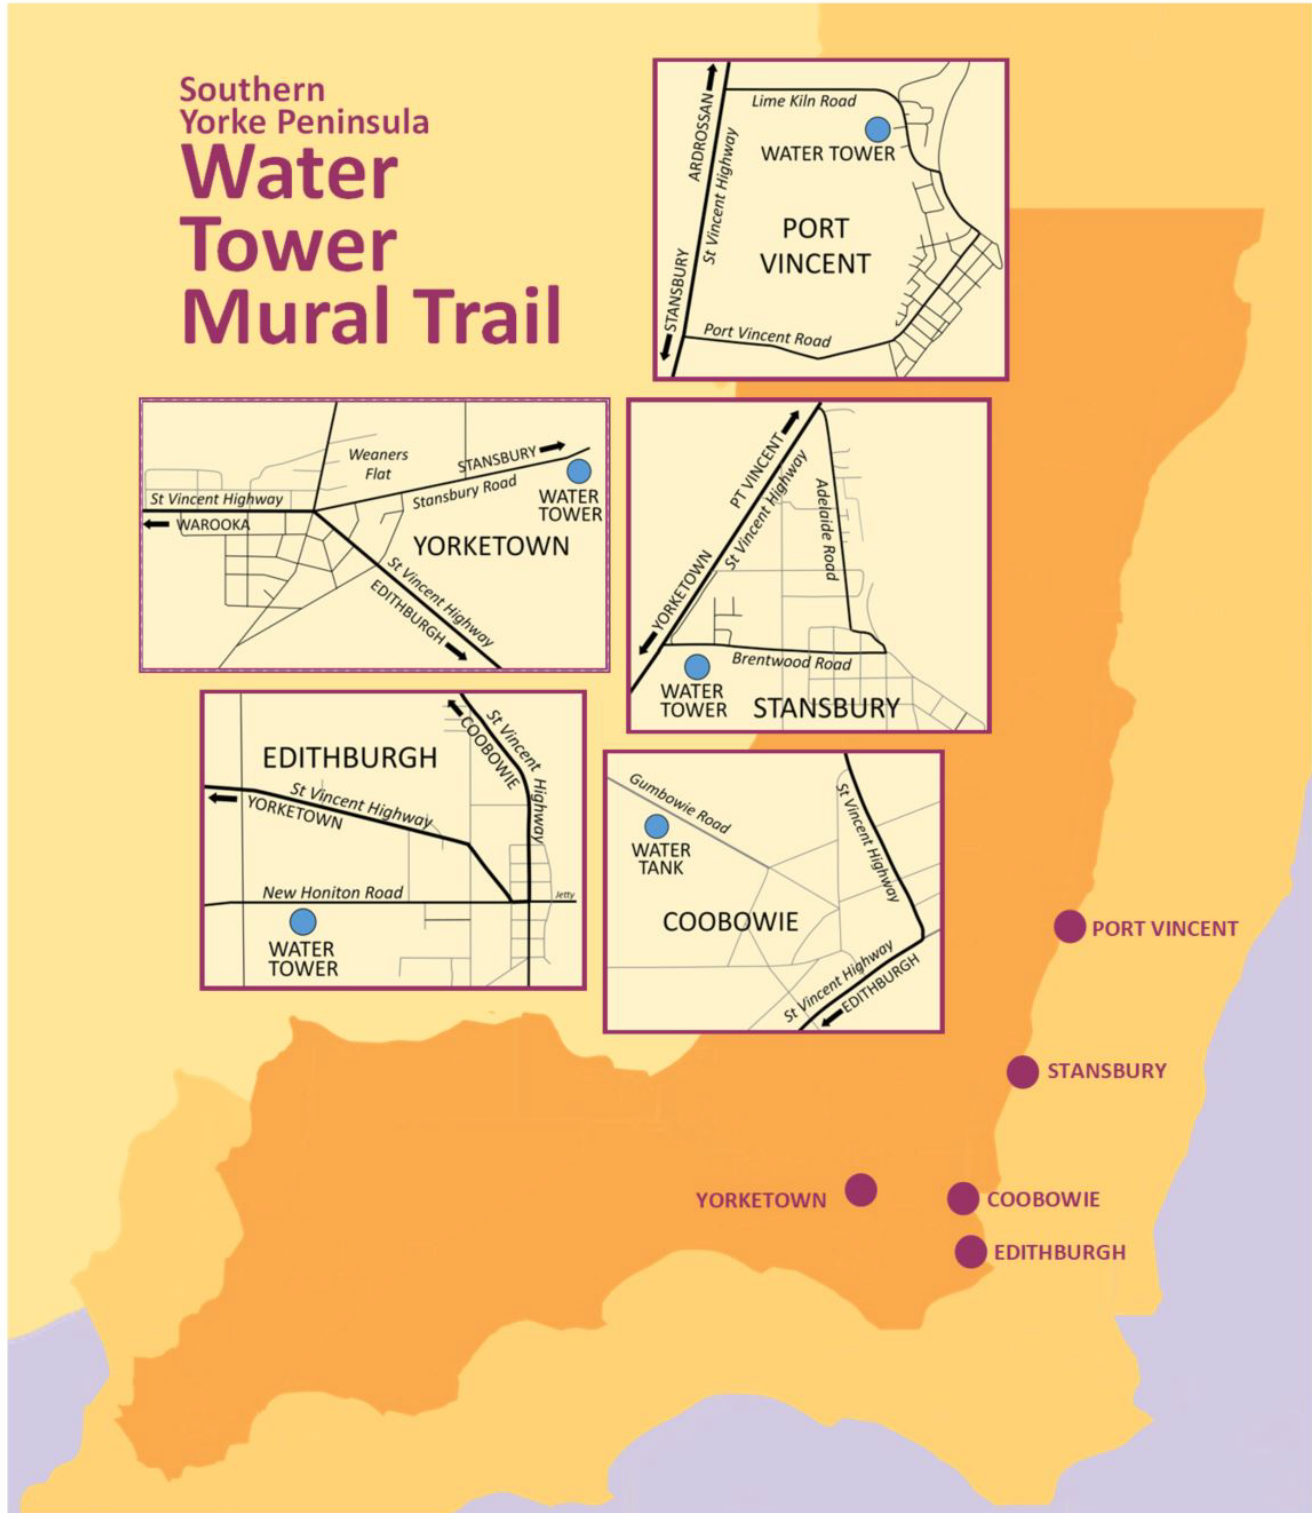 Southern
Yorke Peninsula
Water
Tower
Mural Trail
ARDROSSAN
Lime Kiln Road
WATER TOWER
St Vincent Highway
PORT
VINCENT
STANSBURY
Port Vincent Road
Weaners
Flat
STANSBURY
Stansbury Road
St Vincent Highway
WAROOKA
WATER
TOWER
YORKETOWN
St Vincent Highway
EDITHBURGH
PT VINCENT
St Vincent Highway
Adelaide Road
YORKETOWN
Brentwood Road
WATER
TOWER
STANSBURY
EDITHBURGH
COOBOWIE
St Vincent Highway
St Vincent Highway
YORKETOWN
New Honiton Road
Jetty
WATER
TOWER
Gumbowie Road
St Vincent Highway
WATER
TANK
COOBOWIE
St Vincent Highway
EDITHBURGH
PORT VINCENT
STANSBURY
YORKETOWN
COOBOWIE
EDITHBURGH